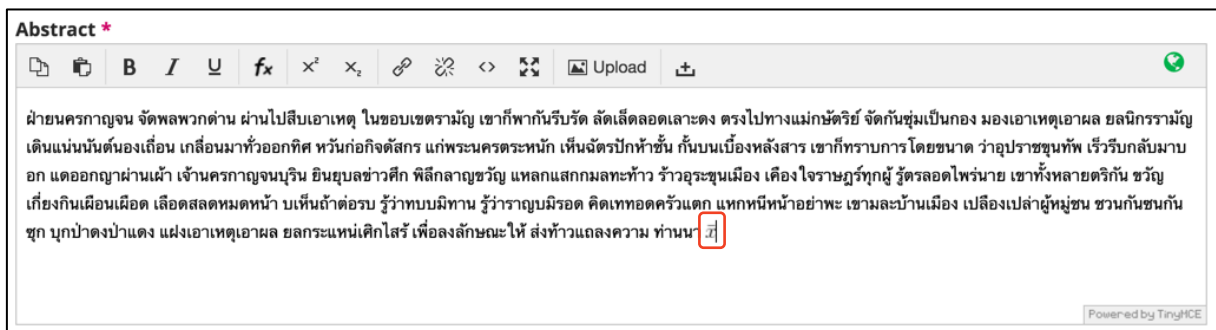 Abstract *
B I U fx x² x₂ <> Upload
ฝ่ายนครกาญจน จัดพลพวกด่าน ผ่านไปสืบเอาเหตุ ในขอบเขตรามัญ เขาก็พากันรีบรัด ลัดเล็ดลอดเลาะดง ตรงไปทางแม่กษัตริย์ จัดกันซุ่มเป็นกอง มองเอาเหตุเอาผล ยลนิกรรามัญ
เดินแน่นนันต์นองเถื่อน เกลื่อนมาทั่วออกทิศ หวันก่อกิจดัสกร แก่พระนครตระหนัก เห็นฉัตรปักห้าชั้น กั้นบนเบื้องหลังสาร เขาก็ทราบการโดยขนาด ว่าอุปราชขุนทัพ เร็วรีบกลับมาบ
อก แดออกญาผ่านเผ้า เจ้านครกาญจนบุริน ยินยุบลข่าวศึก พิลึกลาญขวัญ แหลกแสกกมลทะท้าว ร้าวอุระขุนเมือง เคืองใจราษฎร์ทุกผู้ รู้ตรลอดไพร่นาย เขาทั้งหลายตริกัน ขวัญ
เกี่ยงกินเผือนเผือด เลือดสลดหมดหน้า บเห็นถ้าต่อรบ รู้ว่าทบบมิทาน รู้ว่าราญบมิรอด คิดเททอดครัวแตก แหกหนีหน้าอย่าพะ เขามละบ้านเมือง เปลืองเปล่าผู้หมู่ชน ชวนกันซนกัน
ซุก บุกป่าดงป่าแดง แฝงเอาเหตุเอาผล ยลกระแหน่เศิกไสร้ เพื่อลงลักษณะให้ ส่งท้าวแถลงความ ท่านนา x̄
Powered by TinyMCE